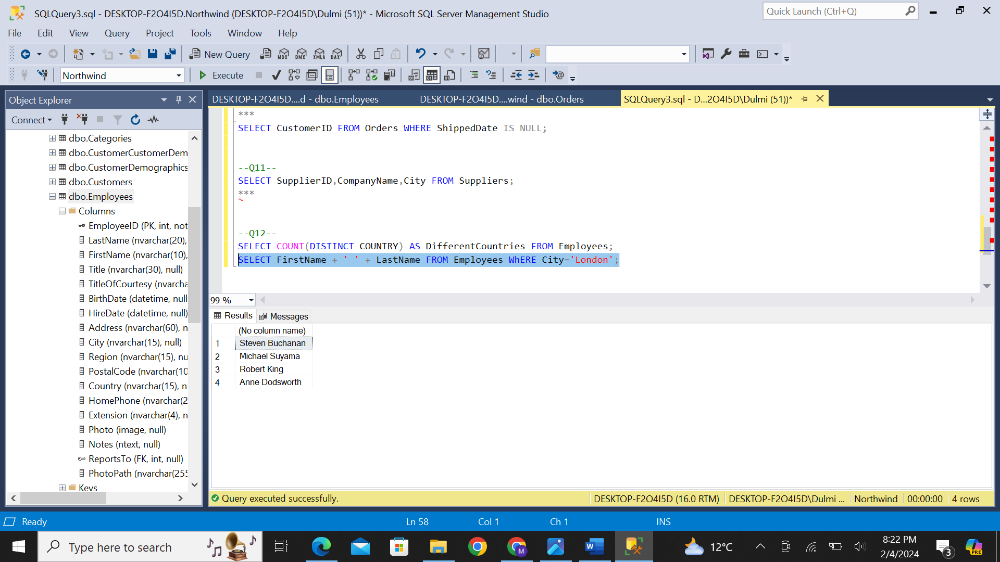 SQLQuery3.sql - DESKTOP-F2O4I5D.Northwind (DESKTOP-F2O4I5D\Dulmi (51))* - Microsoft SQL Server Management Studio
Quick Launch (Ctrl+Q)
File Edit View Query Project Tools Window Help
New Query MDX DMX XMLA DAX
Northwind Execute
Object Explorer
DESKTOP-F2O4I5D....d - dbo.Employees DESKTOP-F2O4I5D....wind - dbo.Orders SQLQuery3.sql - D...2O4I5D\Dulmi (51))*
Connect
dbo.Categories
dbo.CustomerCustomerDem
dbo.CustomerDemographics
dbo.Customers
dbo.Employees
Columns
EmployeeID (PK, int, not
LastName (nvarchar(20),
FirstName (nvarchar(10),
Title (nvarchar(30), null)
TitleOfCourtesy (nvarcha
BirthDate (datetime, null
HireDate (datetime, null)
Address (nvarchar(60), n
City (nvarchar(15), null)
Region (nvarchar(15), nu
PostalCode (nvarchar(10
Country (nvarchar(15), n
HomePhone (nvarchar(2
Extension (nvarchar(4), n
Photo (image, null)
Notes (ntext, null)
ReportsTo (FK, int, null)
PhotoPath (nvarchar(255
Keys
***
SELECT CustomerID FROM Orders WHERE ShippedDate IS NULL;
--Q11--
SELECT SupplierID,CompanyName,City FROM Suppliers;
***
--Q12--
SELECT COUNT(DISTINCT COUNTRY) AS DifferentCountries FROM Employees;
SELECT FirstName + ' ' + LastName FROM Employees WhERE City='London';
99 %
Results Messages
(No column name)
1 Steven Buchanan
2 Michael Suyama
3 Robert King
4 Anne Dodsworth
Query executed successfully. DESKTOP-F2O4I5D (16.0 RTM) DESKTOP-F2O4I5D\Dulmi ... Northwind 00:00:00 4 rows
Ready Ln 58 Col 1 Ch 1 INS
Type here to search
12°C
8:22 PM
2/4/2024
3
PRE